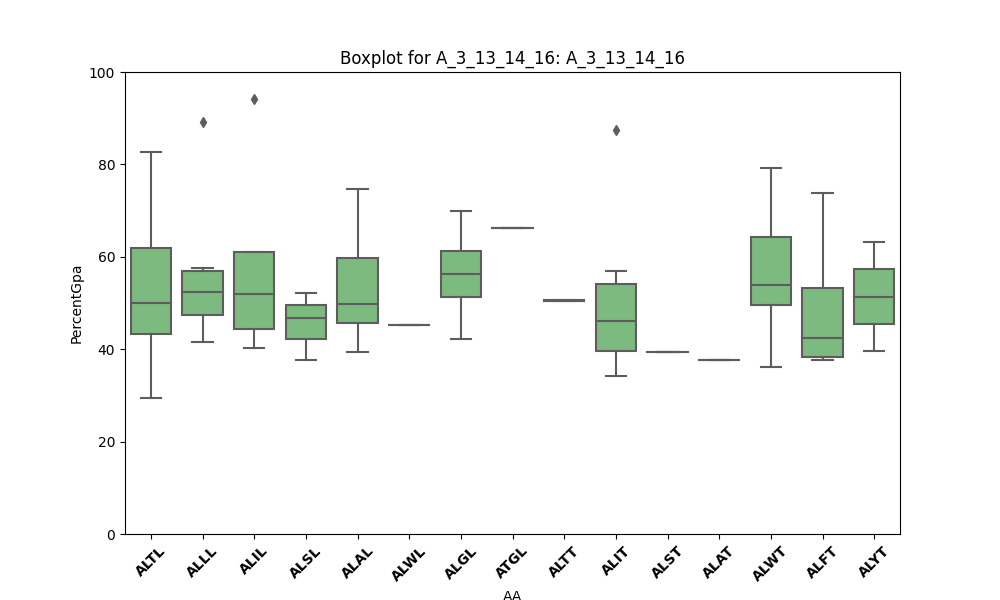 Boxplot for A_3_13_14_16: A_3_13_14_16
100
80
60
40
20
0
PercentGpa
ALTL ALLL ALIL ALSL ALAL ALWL ALGL ATGL ALTT ALIT ALST ALAT ALWT ALFT ALYT
AA